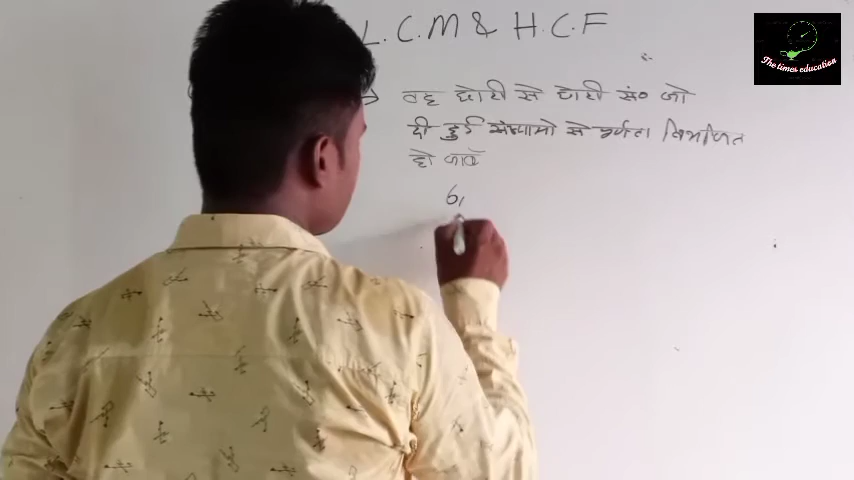 L.C.M & H.C.F
The times education
→ वह छोटी से छोटी सं० जो
दी हुई संख्यामो से पूर्णतः विभाजित
हो जाये
6,